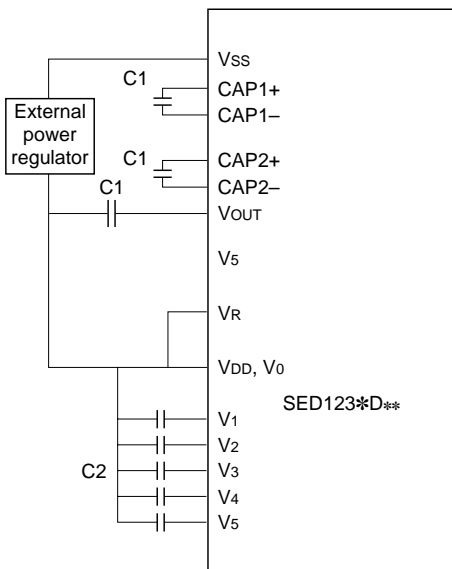 VSS
C1
CAP1+
CAP1–
External
power
regulator
C1
CAP2+
CAP2–
C1
VOUT
V5
VR
VDD, V0
SED123✽D✽✽
V1
V2
C2
V3
V4
V5